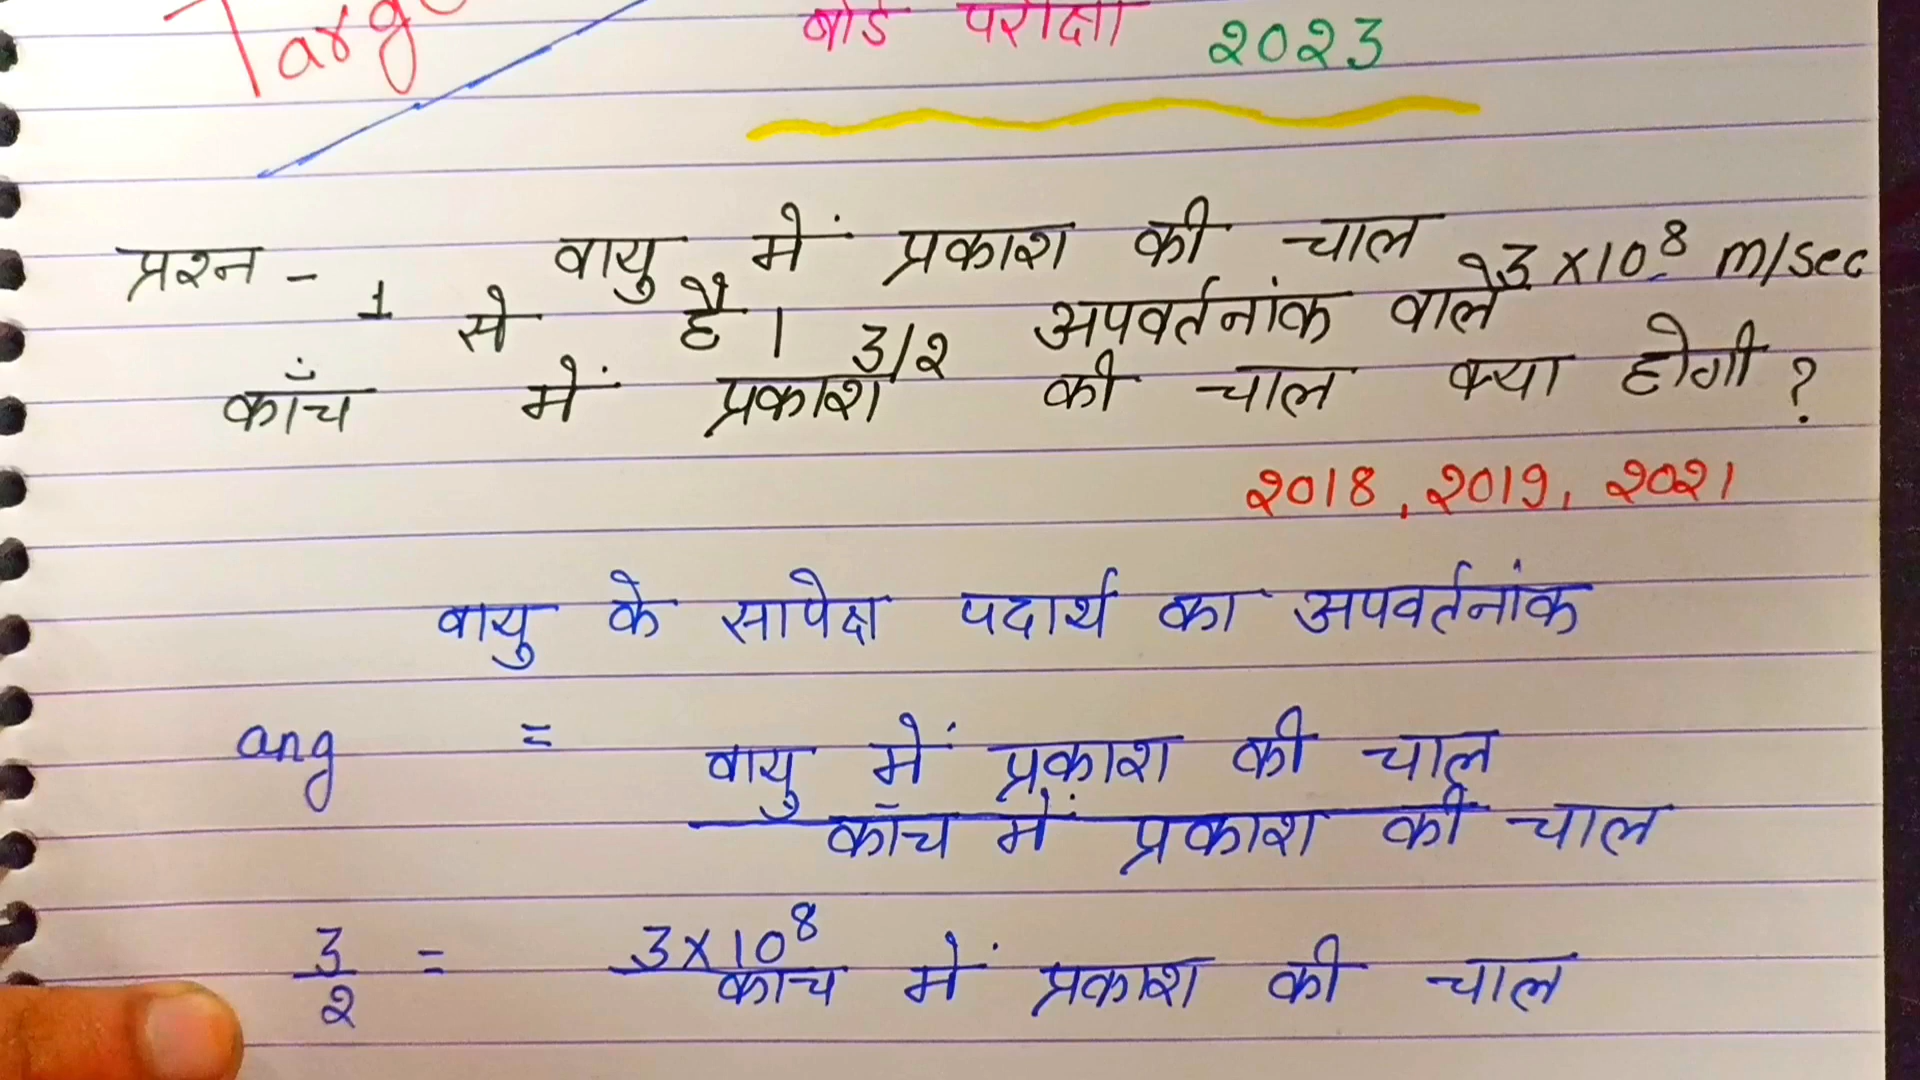 Targ
बोर्ड परीक्षा 2023
प्रश्न - 1 वायु में प्रकाश की चाल 3×10⁸ m/sec
से है। 3/2 अपवर्तनांक वाले
काँच में प्रकाश की चाल क्या होगी ?
2018, 2019, 2021
वायु के सापेक्ष पदार्थ का अपवर्तनांक
ang = वायु में प्रकाश की चाल
काँच में प्रकाश की चाल
3/2 = 3×10⁸
काच में प्रकाश की चाल